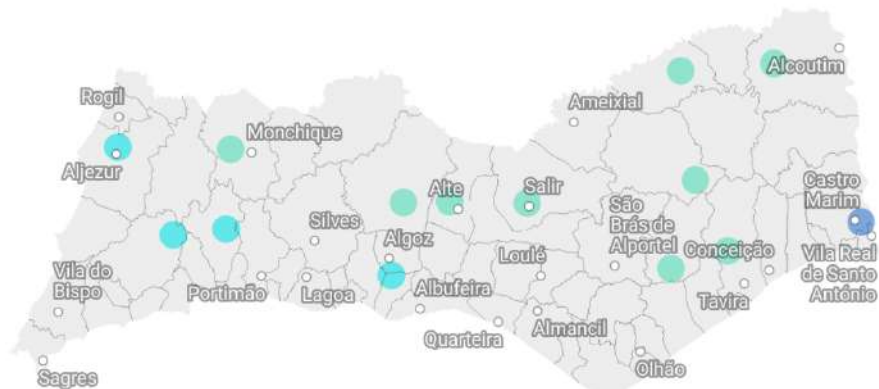 Alcoutim
Rogil
Ameixial
Monchique
Aljezur
Castro
Marim
Alte
Salir
São
Brás de
Alportel
Silves
Algoz
Conceição
Loulé
Vila Real
de Santo
António
Vila do
Bispo
Portimão
Lagoa
Albufeira
Tavira
Almancil
Quarteira
Olhão
Sagres